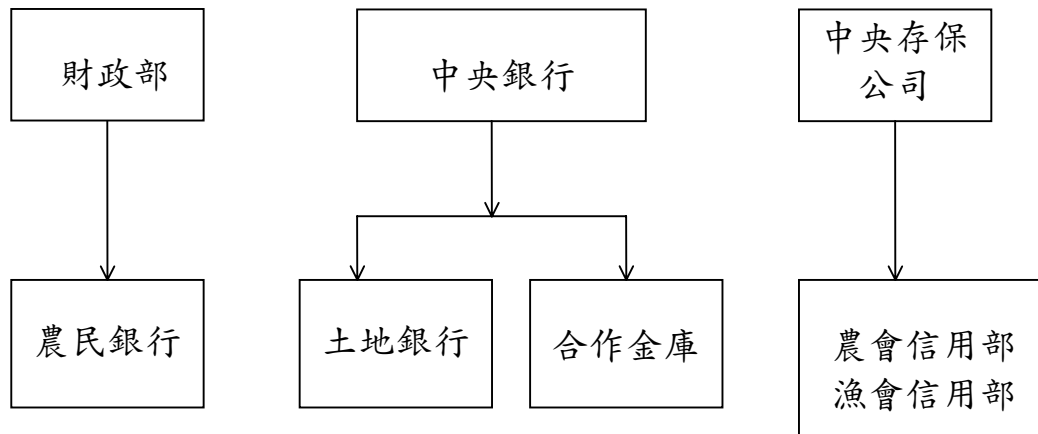 財政部
中央銀行
中央存保
公司
農民銀行
土地銀行
合作金庫
農會信用部
漁會信用部